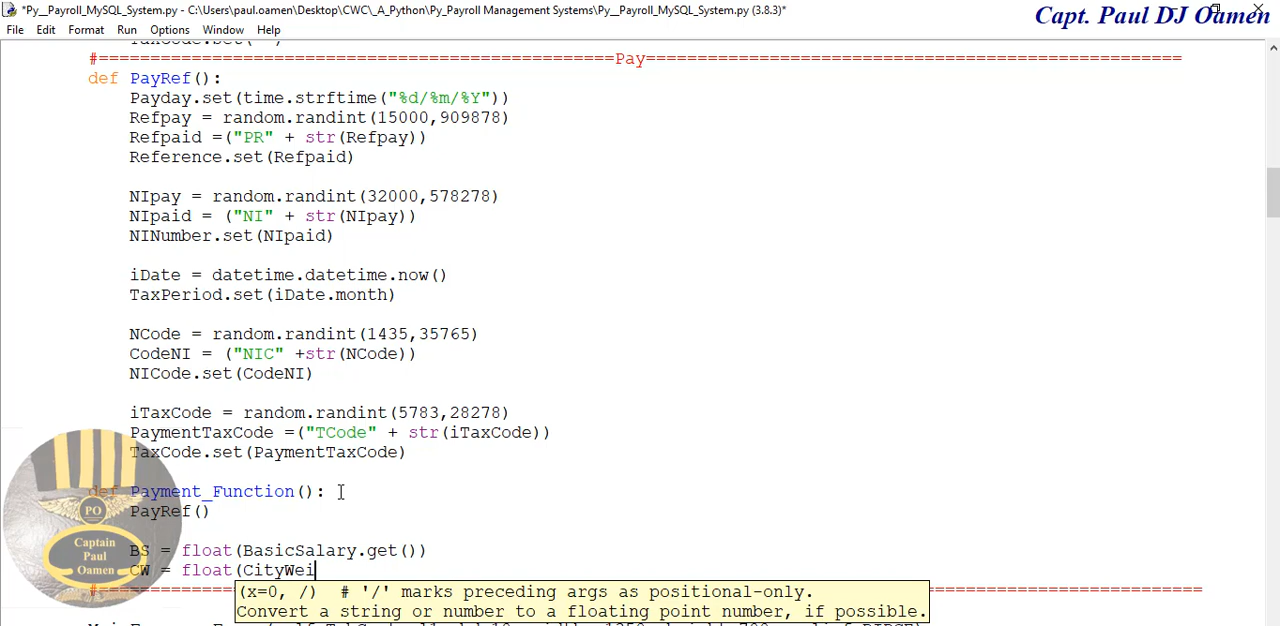 *Py__Payroll_MySQL_System.py - C:\Users\paul.oamen\Desktop\CWC\_A_Python\Py_Payroll Management Systems\Py__Payroll_MySQL_System.py (3.8.3)*
Capt. Paul DJ Oamen
File Edit Format Run Options Window Help
#==================================================Pay====================================================
def PayRef():
Payday.set(time.strftime("%d/%m/%Y"))
Refpay = random.randint(15000,909878)
Refpaid =("PR" + str(Refpay))
Reference.set(Refpaid)
NIpay = random.randint(32000,578278)
NIpaid = ("NI" + str(NIpay))
NINumber.set(NIpaid)
iDate = datetime.datetime.now()
TaxPeriod.set(iDate.month)
NCode = random.randint(1435,35765)
CodeNI = ("NIC" +str(NCode))
NICode.set(CodeNI)
iTaxCode = random.randint(5783,28278)
PaymentTaxCode =("TCode" + str(iTaxCode))
TaxCode.set(PaymentTaxCode)
def Payment_Function():
PayRef()
BS = float(BasicSalary.get())
CW = float(CityWei
(x=0, /) # '/' marks preceding args as positional-only.
Convert a string or number to a floating point number, if possible.
PO
Captain
Paul
Oamen